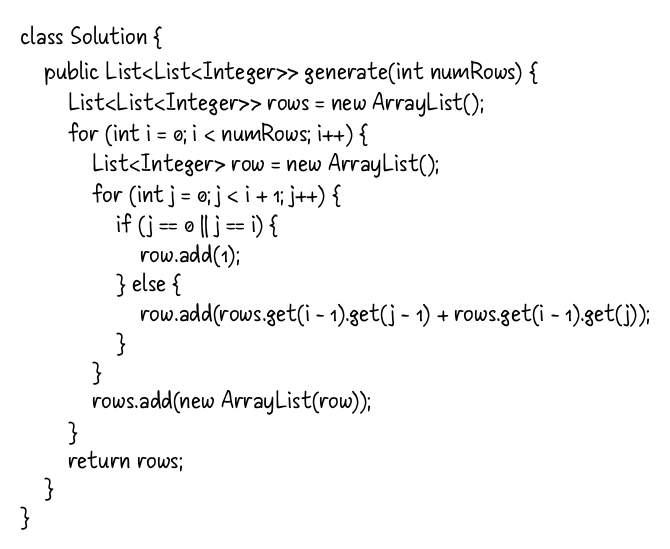 class Solution {
    public List<List<Integer>> generate(int numRows) {
        List<List<Integer>> rows = new ArrayList();
        for (int i = 0; i < numRows; i++) {
            List<Integer> row = new ArrayList();
            for (int j = 0; j < i + 1; j++) {
                if (j == 0 || j == i) {
                    row.add(1);
                } else {
                    row.add(rows.get(i - 1).get(j - 1) + rows.get(i - 1).get(j));
                }
            }
            rows.add(new ArrayList(row));
        }
        return rows;
    }
}